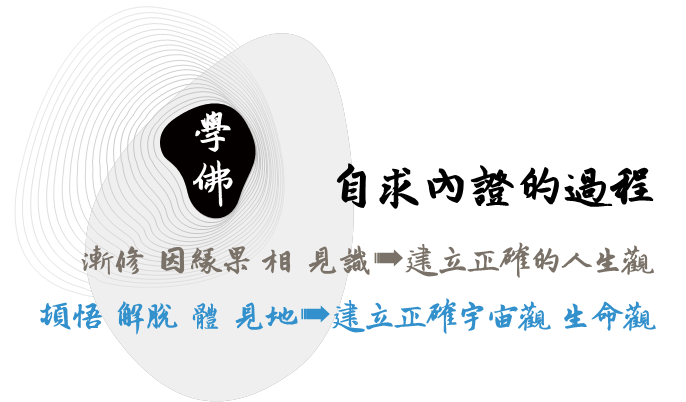 學佛
自求內證的過程
漸修 因緣果 相 見識➡建立正確的人生觀
頓悟 解脫 體 見地➡建立正確宇宙觀 生命觀